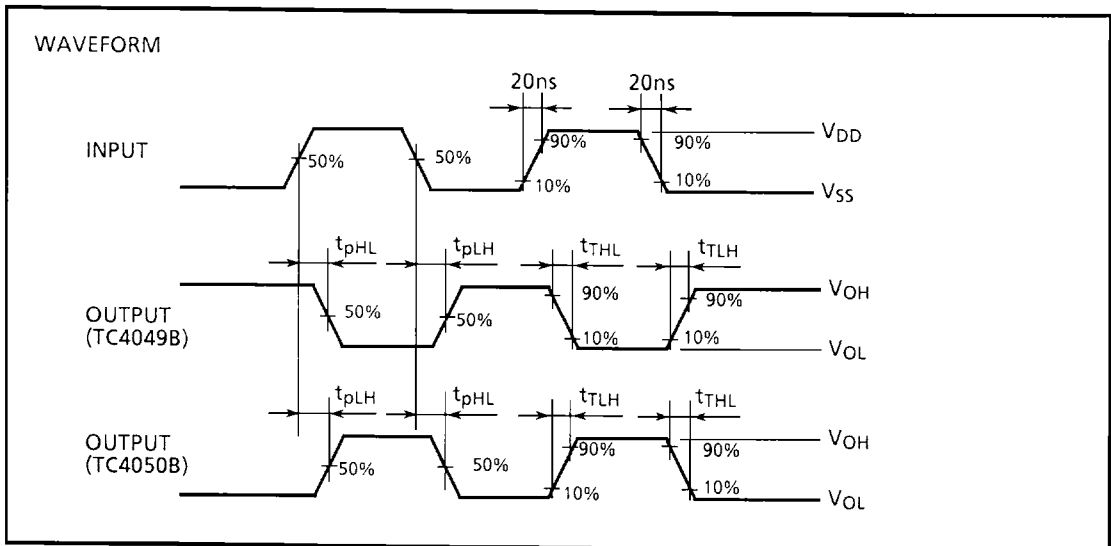 WAVEFORM
20ns 20ns
INPUT 50% 50% 90% 10% 90% 10% VDD VSS
tpHL tpLH tTHL tTLH
OUTPUT
(TC4049B)
50% 50% 90% 10% 90% 10% VOH VOL
tpLH tpHL tTLH tTHL
OUTPUT
(TC4050B)
50% 50% 90% 10% 90% 10% VOH VOL